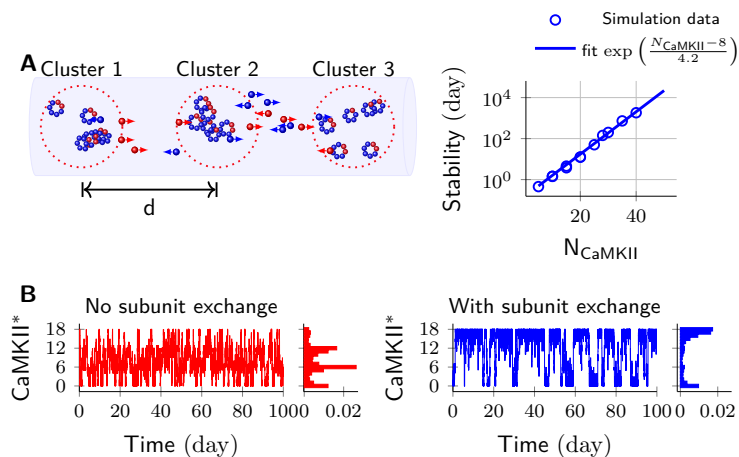 A
Cluster 1 Cluster 2 Cluster 3
d
Simulation data
fit exp (N_CaMKII−8 / 4.2)
Stability (day)
10^4
10^2
10^0
20 40
N_CaMKII
B
No subunit exchange
CaMKII*
18
12
6
0
0 20 40 60 80 100 0 0.02
Time (day)
With subunit exchange
CaMKII*
18
12
6
0
0 20 40 60 80 100 0 0.02
Time (day)